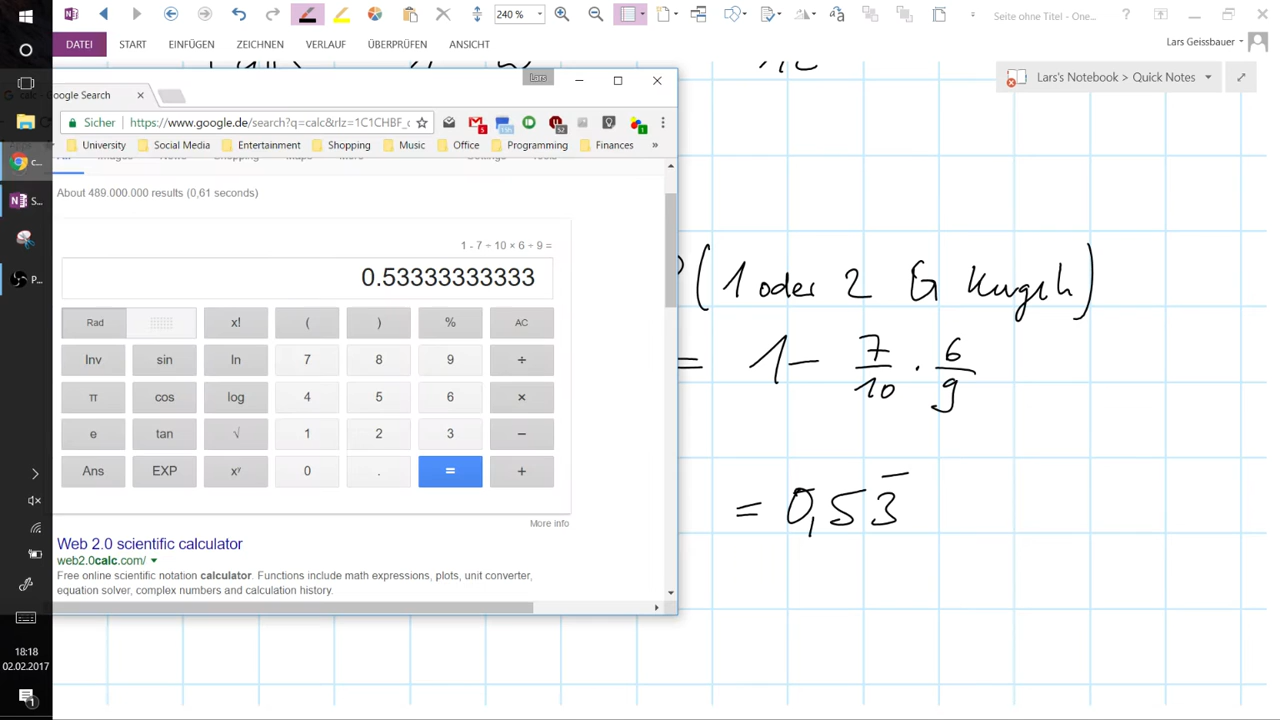 240 %
Seite ohne Titel - One...
DATEI START EINFÜGEN ZEICHNEN VERLAUF ÜBERPRÜFEN ANSICHT
Lars Geissbauer
Lars's Notebook > Quick Notes
Lars
calc - Google Search
Sicher https://www.google.de/search?q=calc&rlz=1C1CHBF_c
University Social Media Entertainment Shopping Music Office Programming Finances »
About 489.000.000 results (0,61 seconds)
1 - 7 ÷ 10 × 6 ÷ 9 =
0.53333333333
Rad x! ( ) % AC
Inv sin ln 7 8 9 ÷
π cos log 4 5 6 ×
e tan √ 1 2 3 −
Ans EXP xʸ 0 . = +
More info
Web 2.0 scientific calculator
web2.0calc.com/
Free online scientific notation calculator. Functions include math expressions, plots, unit converter,
equation solver, complex numbers and calculation history.
(1 oder 2 G Kugeln)
= 1 − 7/10 · 6/9
= 0,53̅
c...
S...
P...
18:18
02.02.2017
1